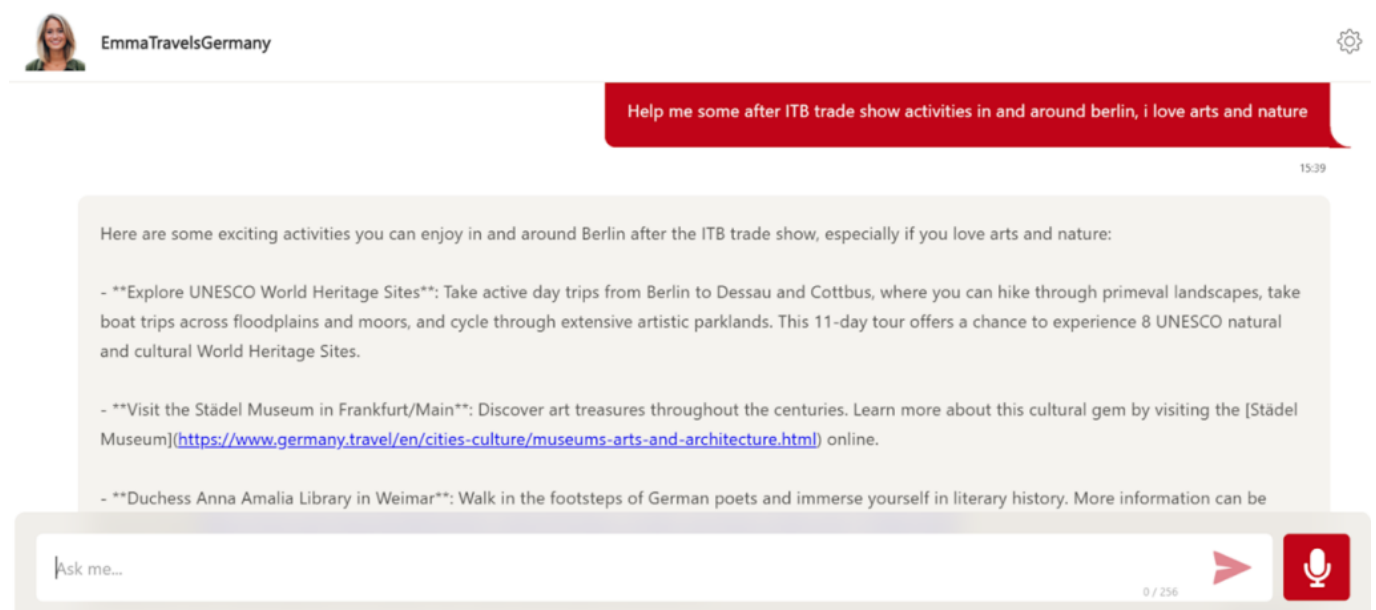 EmmaTravelsGermany
Help me some after ITB trade show activities in and around berlin, i love arts and nature
15:39
Here are some exciting activities you can enjoy in and around Berlin after the ITB trade show, especially if you love arts and nature:
- **Explore UNESCO World Heritage Sites**: Take active day trips from Berlin to Dessau and Cottbus, where you can hike through primeval landscapes, take
boat trips across floodplains and moors, and cycle through extensive artistic parklands. This 11-day tour offers a chance to experience 8 UNESCO natural
and cultural World Heritage Sites.
- **Visit the Städel Museum in Frankfurt/Main**: Discover art treasures throughout the centuries. Learn more about this cultural gem by visiting the [Städel
Museum](https://www.germany.travel/en/cities-culture/museums-arts-and-architecture.html) online.
- **Duchess Anna Amalia Library in Weimar**: Walk in the footsteps of German poets and immerse yourself in literary history. More information can be
Ask me...
0 / 256